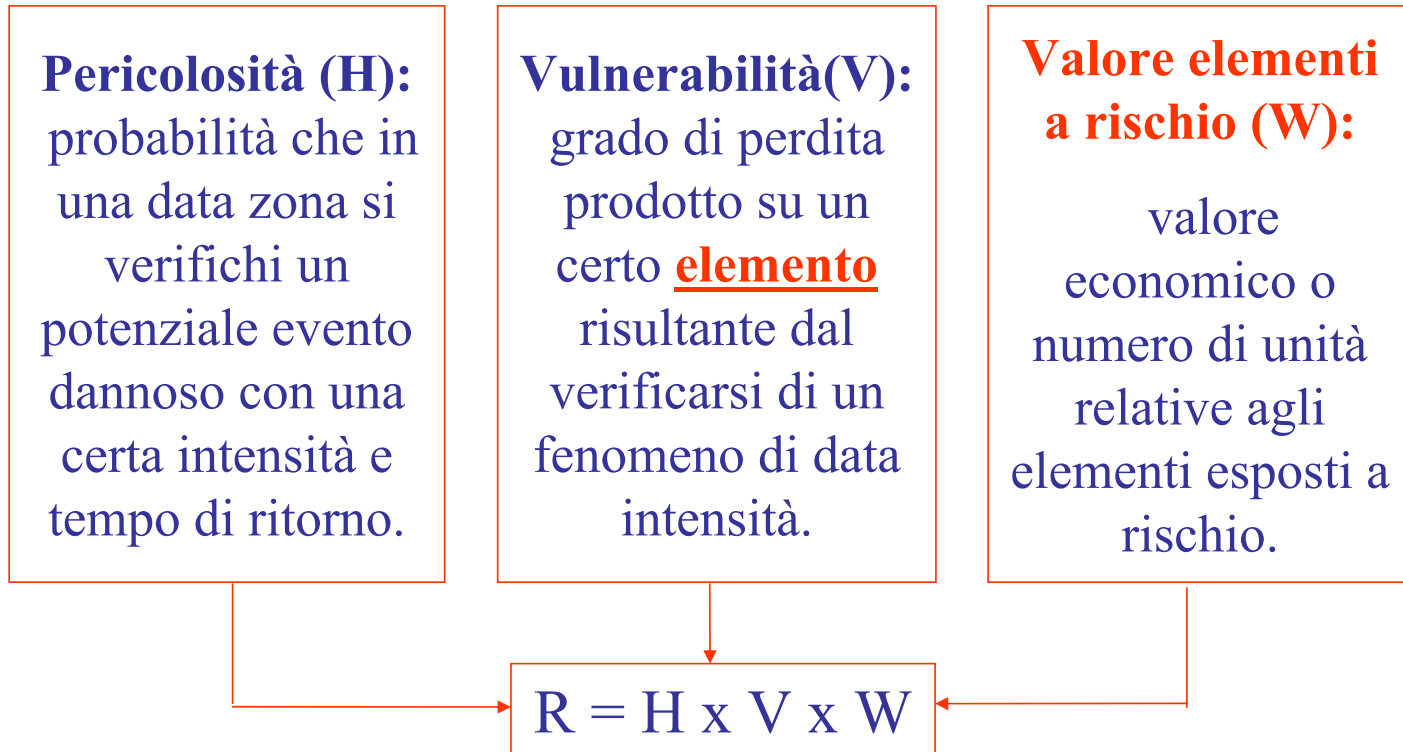 Pericolosità (H):
probabilità che in
una data zona si
verifichi un
potenziale evento
dannoso con una
certa intensità e
tempo di ritorno.
Vulnerabilità(V):
grado di perdita
prodotto su un
certo elemento
risultante dal
verificarsi di un
fenomeno di data
intensità.
Valore elementi
a rischio (W):
valore
economico o
numero di unità
relative agli
elementi esposti a
rischio.
R = H x V x W